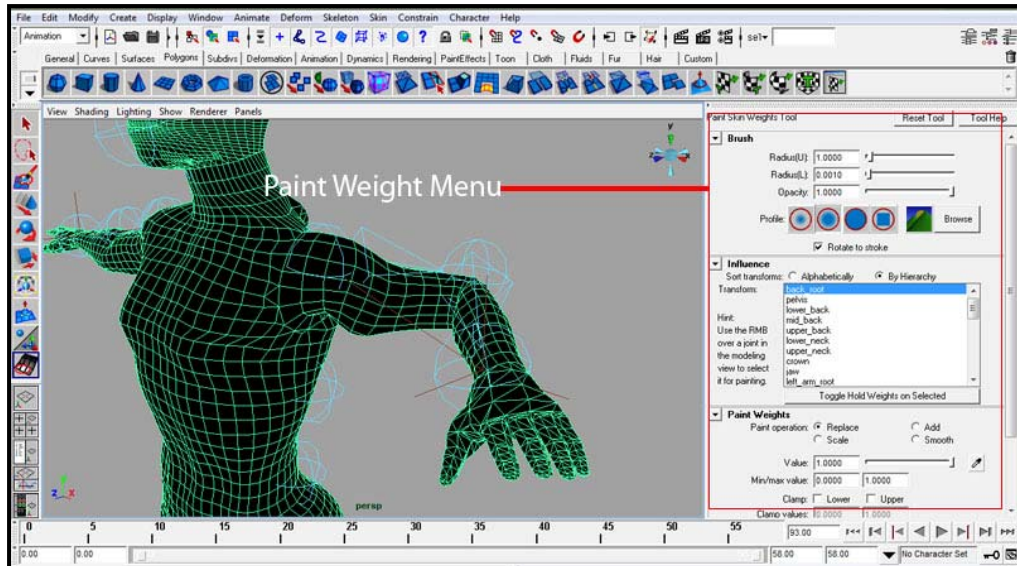 File Edit Modify Create Display Window Animate Deform Skeleton Skin Constrain Character Help
Animation sel-
General Curves Surfaces Polygons Subdivs Deformation Animation Dynamics Rendering PaintEffects Toon Cloth Fluids Fur Hair Custom
View Shading Lighting Show Renderer Panels
Paint Skin Weights Tool Reset Tool Tool Help
Brush
Radius(U): 1.0000
Radius(L): 0.0010
Opacity: 1.0000
Profile: Browse
Rotate to stroke
Influence
Sort transforms: Alphabetically By Hierarchy
Transform:
back_root
pelvis
lower_back
mid_back
upper_back
lower_neck
upper_neck
crown
jaw
left_arm_root
Hint:
Use the RMB
over a joint in
the modeling
view to select
it for painting.
Toggle Hold Weights on Selected
Paint Weights
Paint operation: Replace Add
Scale Smooth
Value: 1.0000
Min/max value: 0.0000 1.0000
Clamp: Lower Upper
Clamp values: 0.0000 1.0000
Paint Weight Menu
y
z x
persp
0 5 10 15 20 25 30 35 40 45 50 55
93.00
0.00 0.00 58.00 58.00 No Character Set